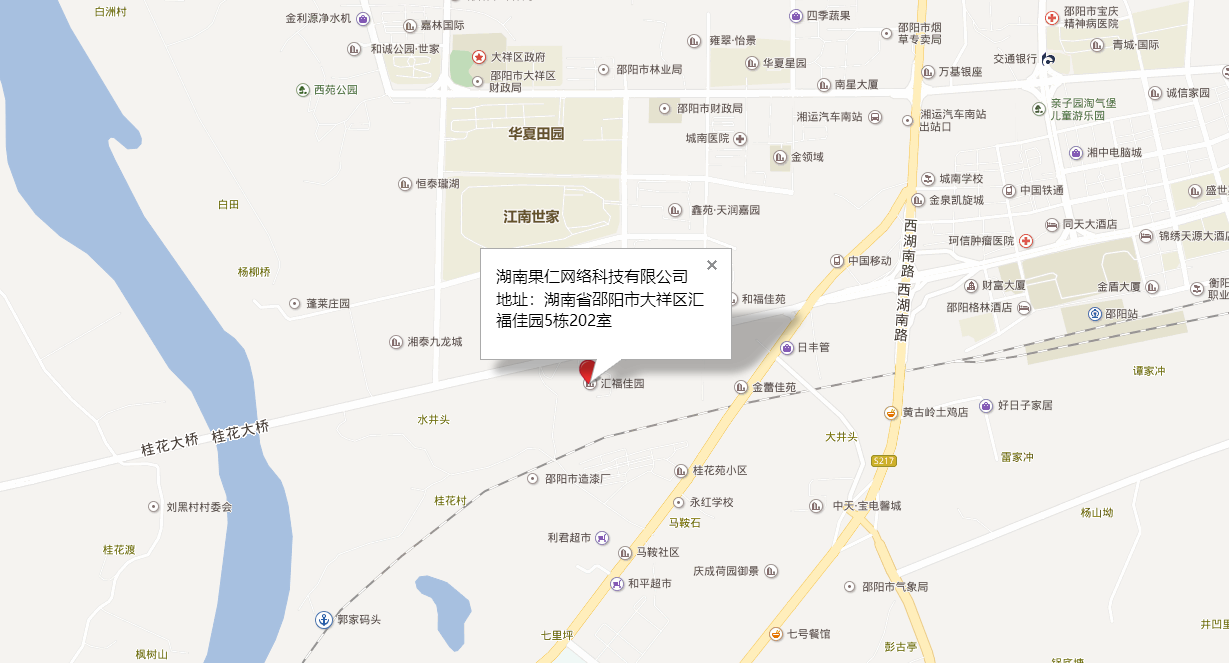 白洲村
金利源净水机
嘉林国际
四季蔬果
邵阳市烟
草专卖局
邵阳市宝庆
精神病医院
和诚公园·世家
雍翠·怡景
青城·国际
大祥区政府
华夏星园
交通银行
邵阳市大祥区
财政局
邵阳市林业局
万基银座
西苑公园
南星大厦
诚信家园
邵阳市财政局
湘运汽车南站
湘运汽车南站
出站口
亲子园淘气堡
儿童游乐园
华夏田园
城南医院
金领域
湘中电脑城
恒泰瓏湖
城南学校
中国铁通
盛世
白田
江南世家
鑫苑·天润嘉园
金泉凯旋城
同天大酒店
西湖南路
珂信肿瘤医院
锦绣天源大酒店
杨柳桥
湖南果仁网络科技有限公司
地址：湖南省邵阳市大祥区汇
福佳园5栋202室
中国移动
财富大厦
金盾大厦
衡阳
职业
蓬莱庄园
和福佳苑
西湖南路
邵阳格林酒店
邵阳站
湘泰九龙城
日丰管
汇福佳园
金蕾佳苑
谭家冲
桂花大桥
桂花大桥
水井头
黄古岭土鸡店
好日子家居
大井头
S217
雷家冲
邵阳市造漆厂
桂花苑小区
刘黑村村委会
桂花村
永红学校
中天·宝电馨城
杨山坳
马鞍石
桂花渡
利君超市
马鞍社区
庆成荷园御景
和平超市
邵阳市气象局
郭家码头
七里坪
七号餐馆
井凹里
枫树山
彭古亭